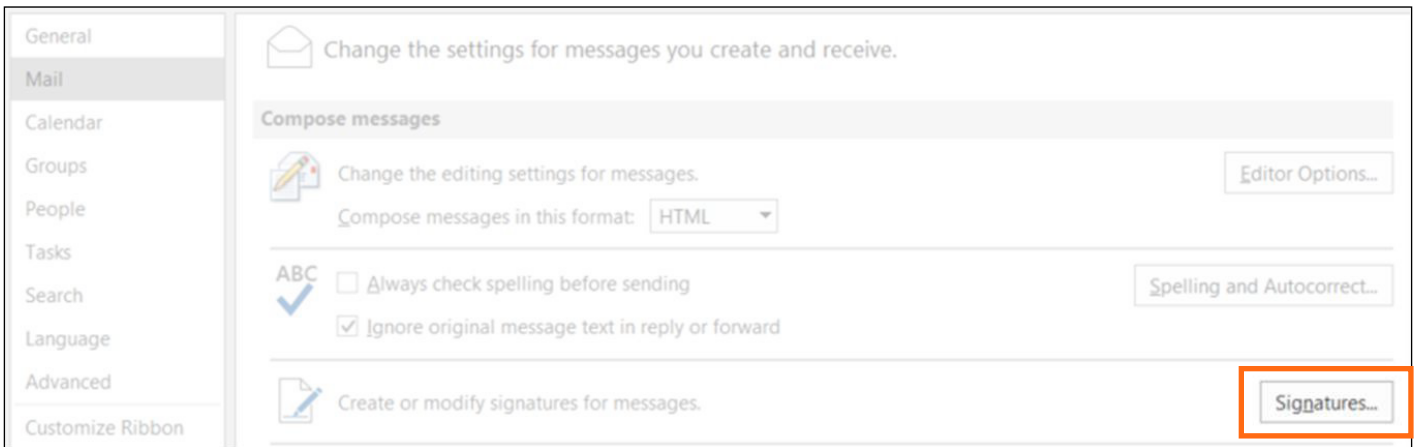 General
Mail
Calendar
Groups
People
Tasks
Search
Language
Advanced
Customize Ribbon
Change the settings for messages you create and receive.
Compose messages
Change the editing settings for messages.
Editor Options...
Compose messages in this format: HTML
ABC
Always check spelling before sending
Spelling and Autocorrect...
Ignore original message text in reply or forward
Create or modify signatures for messages.
Signatures...